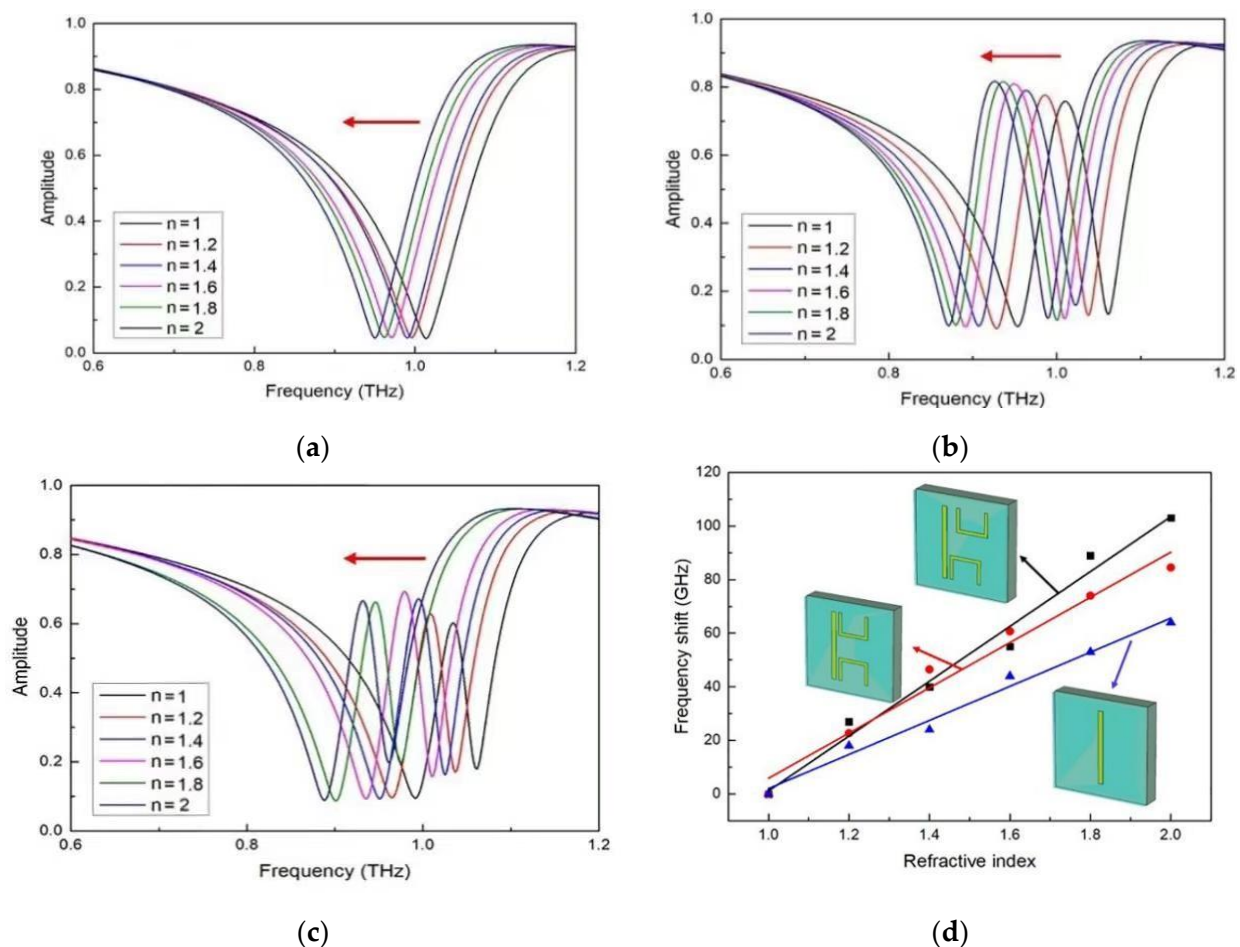 1.0
0.8
0.6
0.4
0.2
0.0
Amplitude
n = 1
n = 1.2
n = 1.4
n = 1.6
n = 1.8
n = 2
0.6 0.8 1.0 1.2
Frequency (THz)
(a)
1.0
0.8
0.6
0.4
0.2
0.0
Amplitude
n = 1
n = 1.2
n = 1.4
n = 1.6
n = 1.8
n = 2
0.6 0.8 1.0 1.2
Frequency (THz)
(b)
1.0
0.8
0.6
0.4
0.2
0.0
Amplitude
n = 1
n = 1.2
n = 1.4
n = 1.6
n = 1.8
n = 2
0.6 0.8 1.0 1.2
Frequency (THz)
(c)
120
100
80
60
40
20
0
Frequency shift (GHz)
1.0 1.2 1.4 1.6 1.8 2.0
Refractive index
(d)